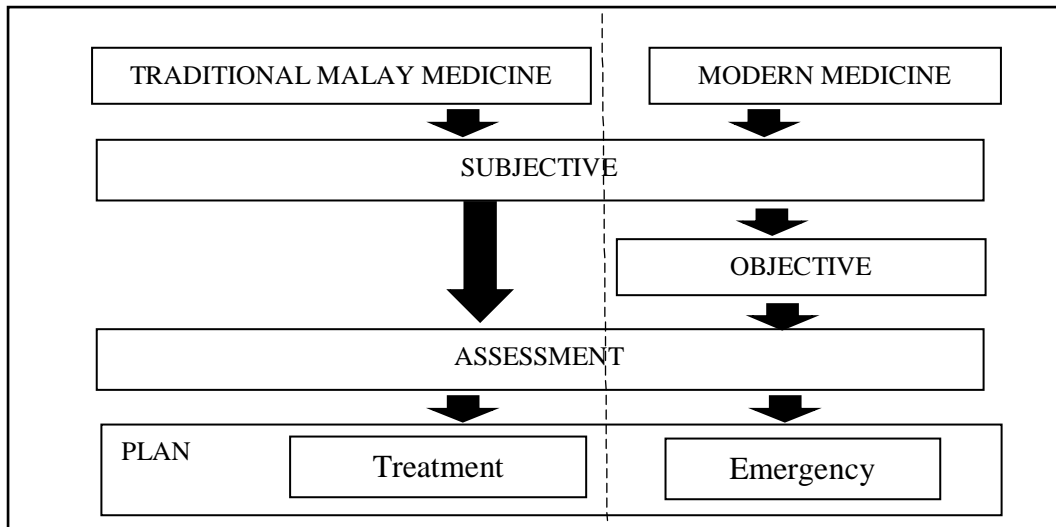 TRADITIONAL MALAY MEDICINE
MODERN MEDICINE
SUBJECTIVE
OBJECTIVE
ASSESSMENT
PLAN
Treatment
Emergency